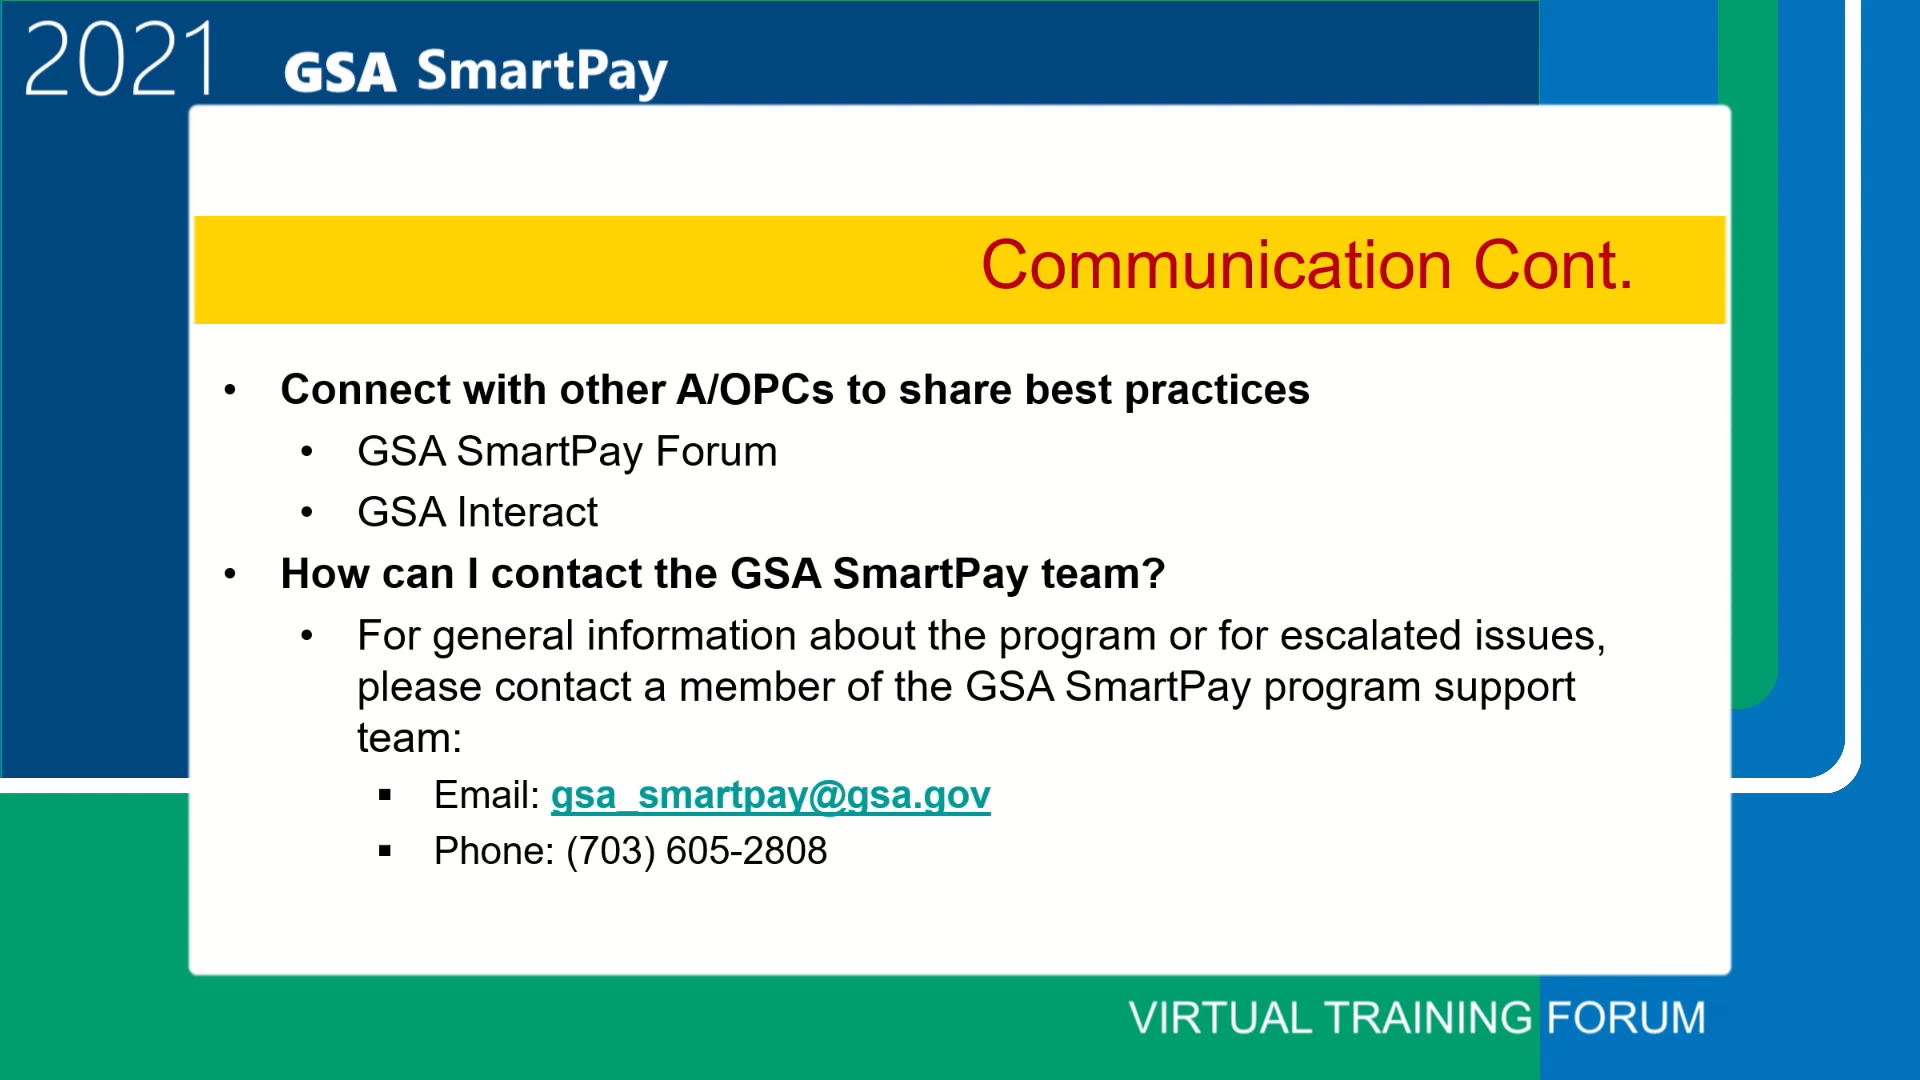 2021 GSA SmartPay
Communication Cont.
• Connect with other A/OPCs to share best practices
• GSA SmartPay Forum
• GSA Interact
• How can I contact the GSA SmartPay team?
• For general information about the program or for escalated issues,
please contact a member of the GSA SmartPay program support
team:
▪ Email: gsa_smartpay@gsa.gov
▪ Phone: (703) 605-2808
VIRTUAL TRAINING FORUM